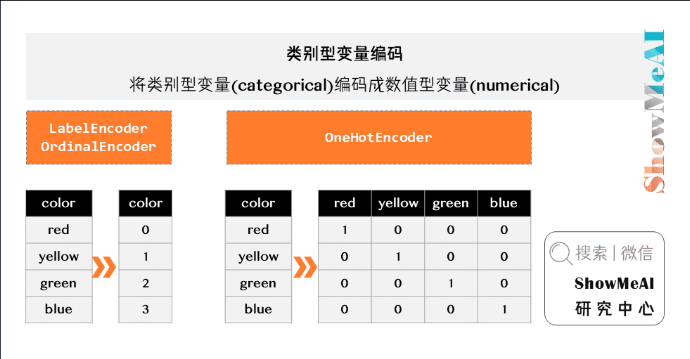 类别型变量编码
将类别型变量(categorical)编码成数值型变量(numerical)
ShowMeAI
LabelEncoder
OrdinalEncoder
OneHotEncoder
color color
red 0
yellow 1
green 2
blue 3
color red yellow green blue
red 1 0 0 0
yellow 0 1 0 0
green 0 0 1 0
blue 0 0 0 1
搜索 | 微信
ShowMeAI
研究中心